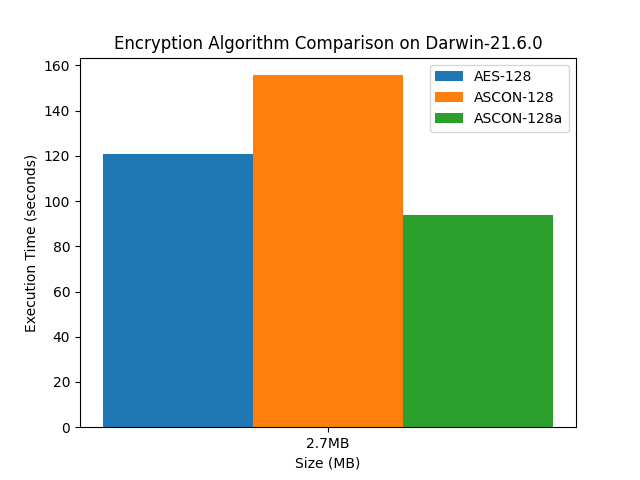 Encryption Algorithm Comparison on Darwin-21.6.0
AES-128
ASCON-128
ASCON-128a
Execution Time (seconds)
160
140
120
100
80
60
40
20
0
2.7MB
Size (MB)